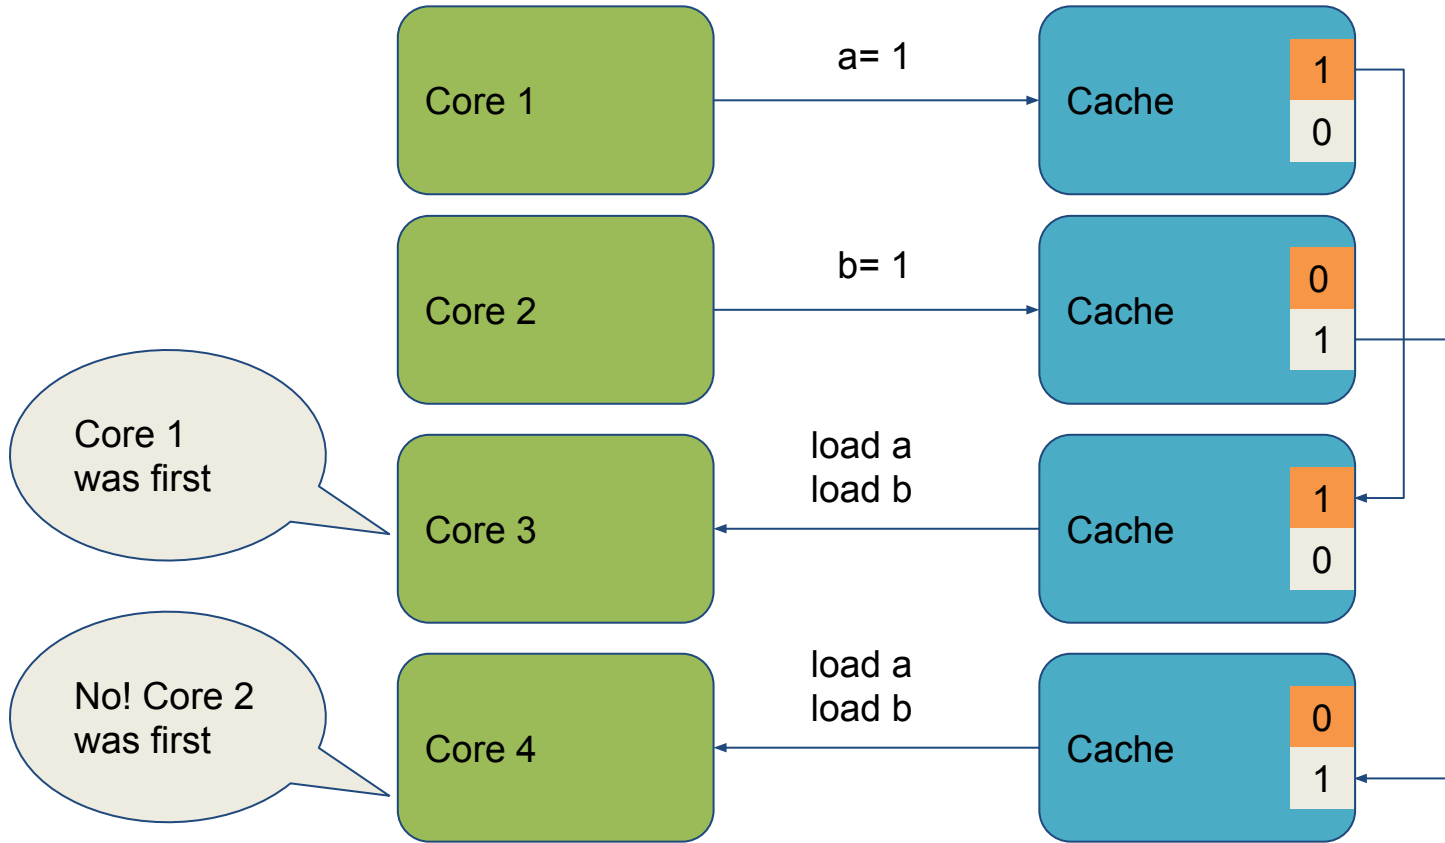 Core 1
a= 1
Cache
1
0
Core 2
b= 1
Cache
0
1
Core 1
was first
Core 3
load a
load b
Cache
1
0
No! Core 2
was first
Core 4
load a
load b
Cache
0
1